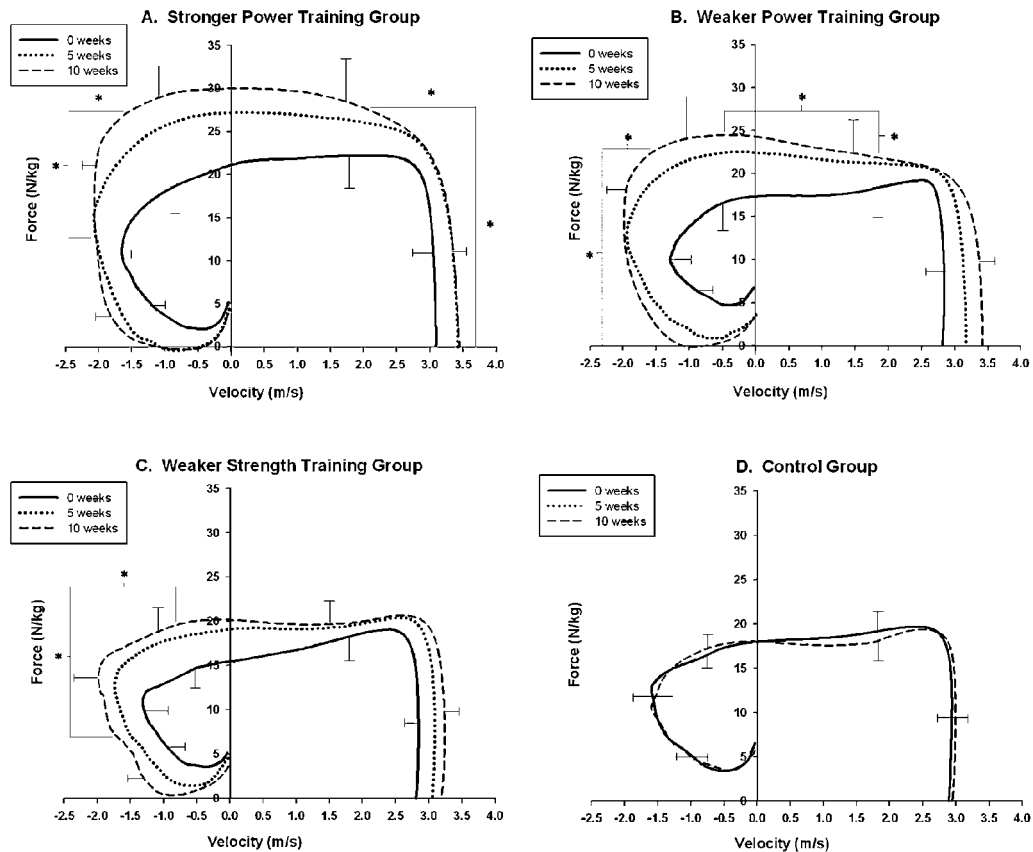 A. Stronger Power Training Group
0 weeks
5 weeks
10 weeks
35
30
25
20
15
10
5
0
Force (N/kg)
*
*
*
*
-2.5 -2.0 -1.5 -1.0 -0.5 0.0 0.5 1.0 1.5 2.0 2.5 3.0 3.5 4.0
Velocity (m/s)
B. Weaker Power Training Group
0 weeks
5 weeks
10 weeks
35
30
25
20
15
10
5
0
Force (N/kg)
*
*
*
*
-2.5 -2.0 -1.5 -1.0 -0.5 0.0 0.5 1.0 1.5 2.0 2.5 3.0 3.5 4.0
Velocity (m/s)
C. Weaker Strength Training Group
0 weeks
5 weeks
10 weeks
35
30
25
20
15
10
5
0
Force (N/kg)
*
*
-2.5 -2.0 -1.5 -1.0 -0.5 0.0 0.5 1.0 1.5 2.0 2.5 3.0 3.5 4.0
Velocity (m/s)
D. Control Group
0 weeks
5 weeks
10 weeks
35
30
25
20
15
10
5
0
Force (N/kg)
-2.5 -2.0 -1.5 -1.0 -0.5 0.0 0.5 1.0 1.5 2.0 2.5 3.0 3.5 4.0
Velocity (m/s)